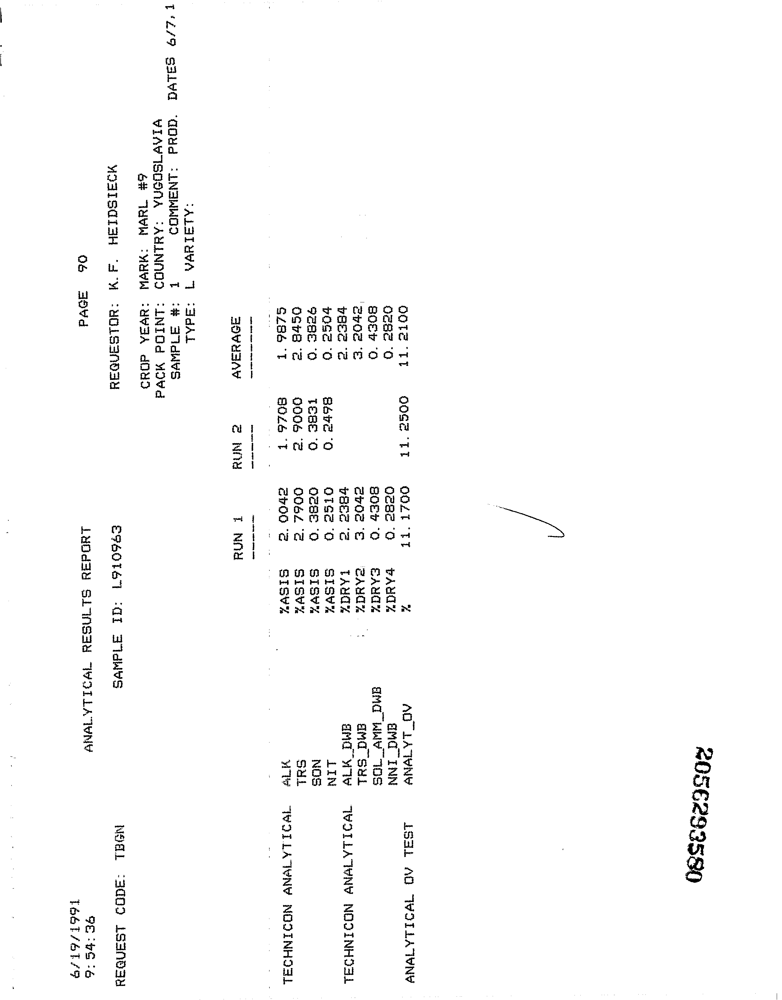 6/19/1991 ANALYTICAL RESULTS REPORT PAGE 90
9:54:36
REQUEST CODE: TBGN SAMPLE ID: L910963 REQUESTOR: K.F. HEIDSIECK
CROP YEAR: MARK: MARL #9
PACK POINT: COUNTRY: YUGOSLAVIA
SAMPLE #: 1 COMMENT: PROD. DATES 6/7,1
TYPE: L VARIETY:
RUN 1 RUN 2 AVERAGE
----- ----- -------
TECHNICON ANALYTICAL ALK %ASIS 2.0042 1.9708 1.9875
TRS %ASIS 2.7900 2.9000 2.8450
SON %ASIS 0.3820 0.3831 0.3826
NIT %ASIS 0.2510 0.2498 0.2504
TECHNICON ANALYTICAL ALK_DWB %DRY1 2.2384 2.2384
TRS_DWB %DRY2 3.2042 3.2042
SOL_AMM_DWB %DRY3 0.4308 0.4308
NNI_DWB %DRY4 0.2820 0.2820
ANALYTICAL OV TEST ANALYT_OV % 11.1700 11.2500 11.2100
2056293580